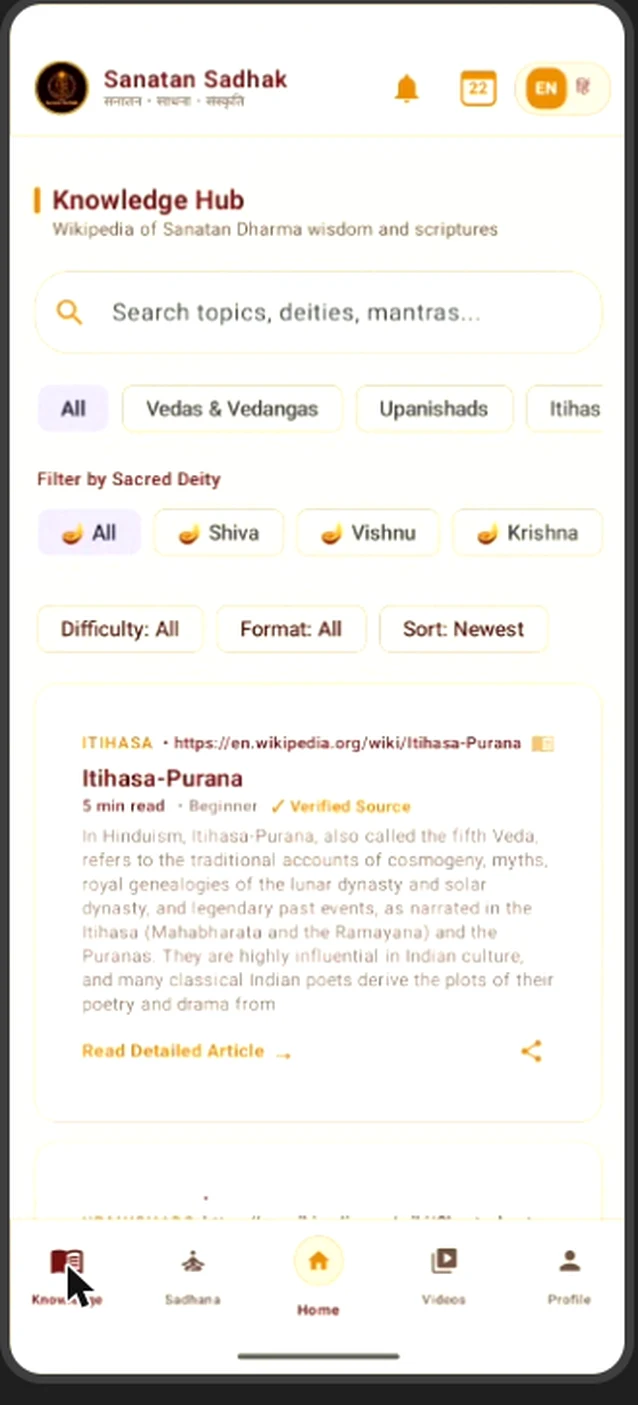 Sanatan Sadhak
सनातन • साधना • संस्कृति
22
EN
हिं
Knowledge Hub
Wikipedia of Sanatan Dharma wisdom and scriptures
Search topics, deities, mantras...
All
Vedas & Vedangas
Upanishads
Itihas
Filter by Sacred Deity
All
Shiva
Vishnu
Krishna
Difficulty: All
Format: All
Sort: Newest
ITIHASA • https://en.wikipedia.org/wiki/Itihasa-Purana
Itihasa-Purana
5 min read • Beginner ✓ Verified Source
In Hinduism, Itihasa-Purana, also called the fifth Veda,
refers to the traditional accounts of cosmogeny, myths,
royal genealogies of the lunar dynasty and solar
dynasty, and legendary past events, as narrated in the
Itihasa (Mahabharata and the Ramayana) and the
Puranas. They are highly influential in Indian culture,
and many classical Indian poets derive the plots of their
poetry and drama from
Read Detailed Article →
Sadhana
Home
Videos
Profile